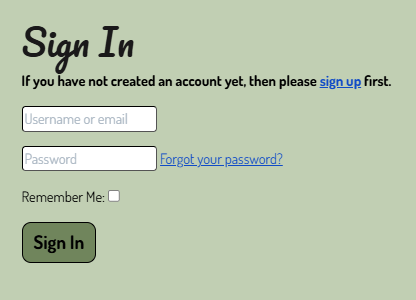 Sign In
If you have not created an account yet, then please sign up first.
Username or email
Password Forgot your password?
Remember Me:
Sign In